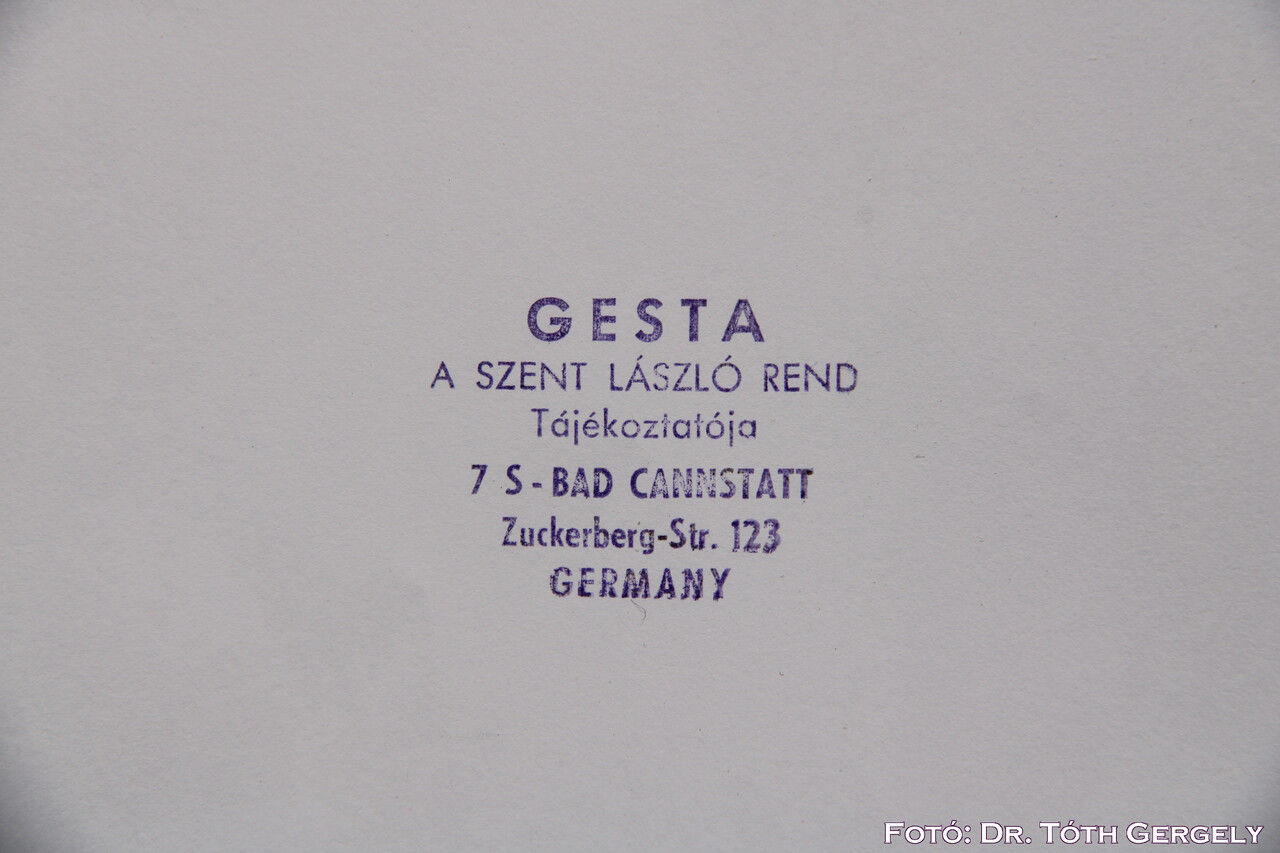 GESTA
A SZENT LÁSZLÓ REND
Tájékoztatója
7 S-BAD CANNSTATT
Zuckerberg-Str. 123
GERMANY
FOTÓ: DR. TÓTH GERGELY